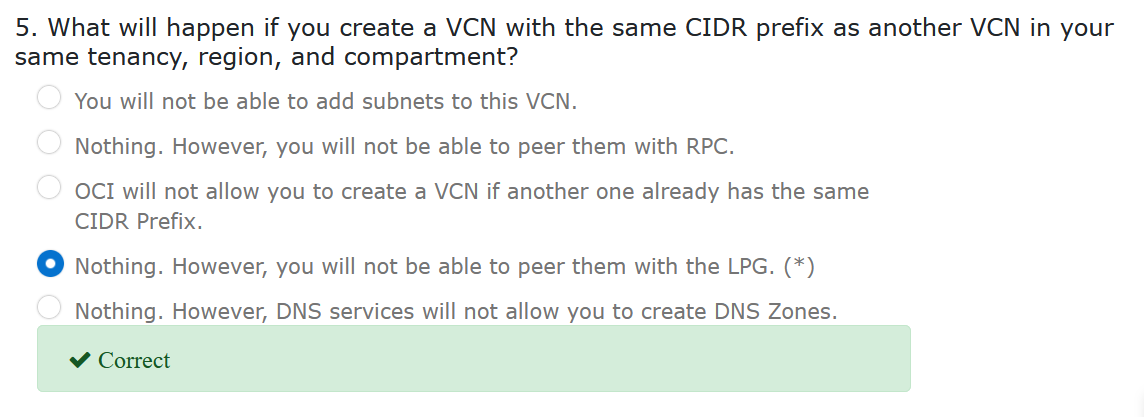 5. What will happen if you create a VCN with the same CIDR prefix as another VCN in your
same tenancy, region, and compartment?
You will not be able to add subnets to this VCN.
Nothing. However, you will not be able to peer them with RPC.
OCI will not allow you to create a VCN if another one already has the same
CIDR Prefix.
Nothing. However, you will not be able to peer them with the LPG. (*)
Nothing. However, DNS services will not allow you to create DNS Zones.
Correct